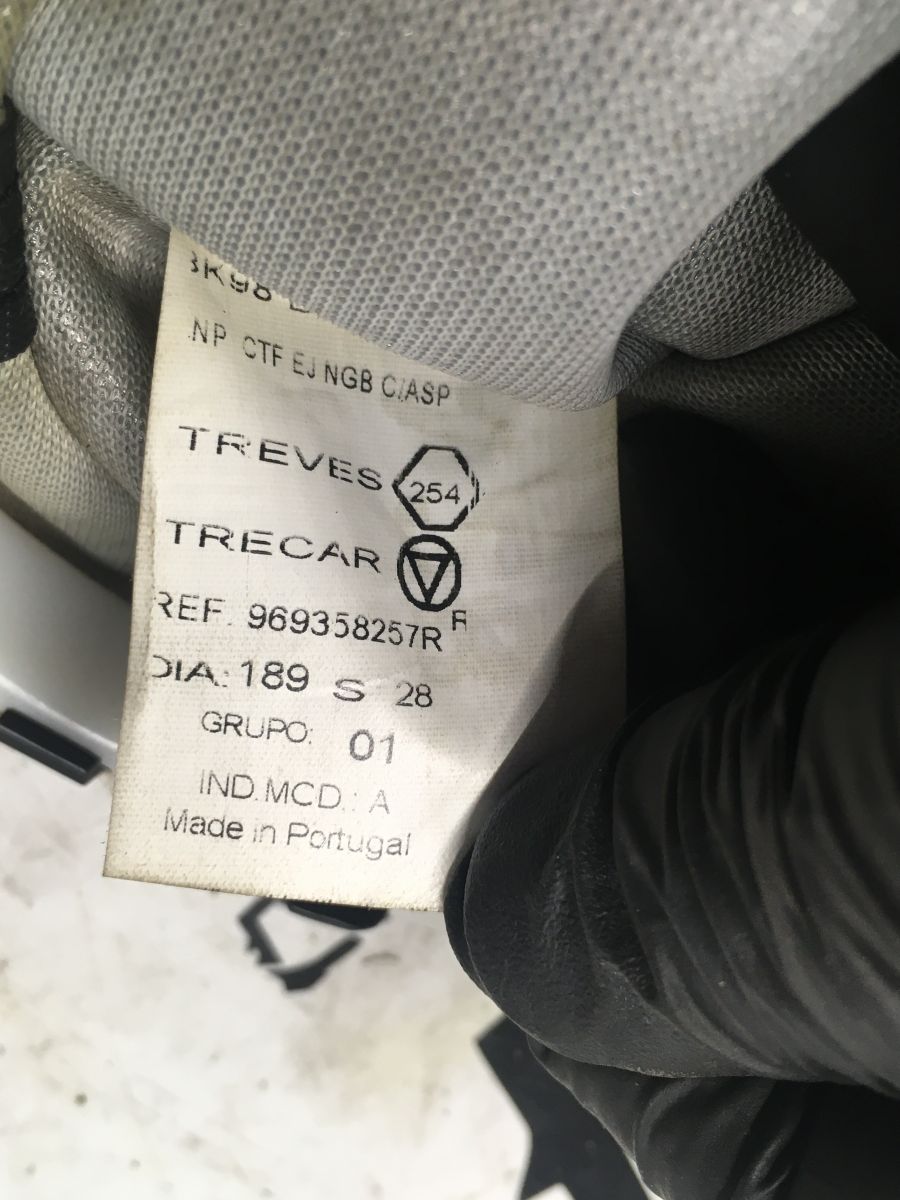 3K98
NP CTF EJ NGB C/ASP
TREVES 254
TRECAR
REF. 969358257R R
DIA: 189 S 28
GRUPO: 01
IND.MCD.: A
Made in Portugal